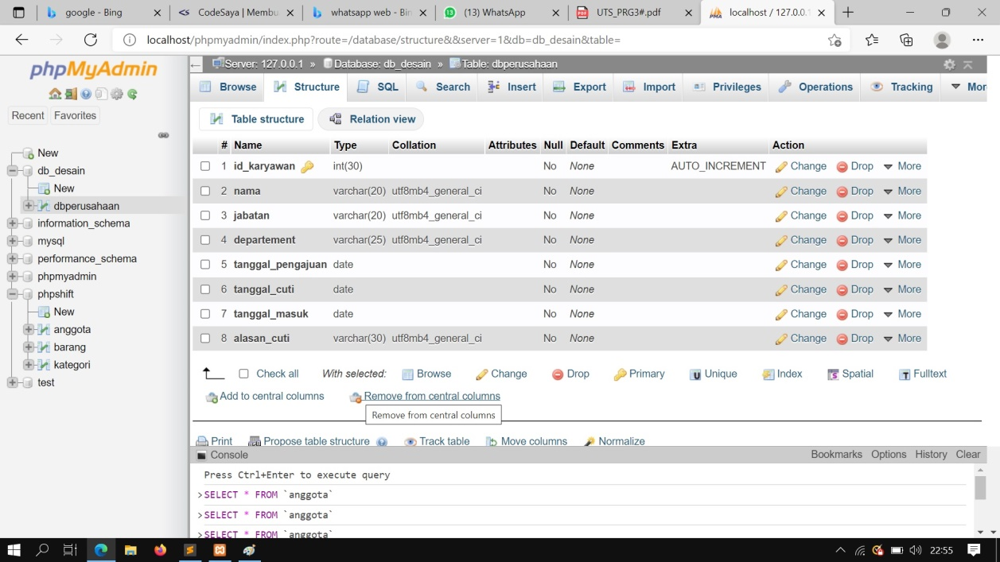 google - Bing
CodeSaya | Membu
whatsapp web - Bin
(13) WhatsApp
UTS_PRG3#.pdf
localhost / 127.0.0.1
localhost/phpmyadmin/index.php?route=/database/structure&&server=1&db=db_desain&table=
phpMyAdmin
Recent Favorites
New
db_desain
New
dbperusahaan
information_schema
mysql
performance_schema
phpmyadmin
phpshift
New
anggota
barang
kategori
test
Server: 127.0.0.1 » Database: db_desain » Table: dbperusahaan
Browse Structure SQL Search Insert Export Import Privileges Operations Tracking Mor
Table structure Relation view
# Name Type Collation Attributes Null Default Comments Extra Action
1 id_karyawan int(30) No None AUTO_INCREMENT Change Drop More
2 nama varchar(20) utf8mb4_general_ci No None Change Drop More
3 jabatan varchar(20) utf8mb4_general_ci No None Change Drop More
4 departement varchar(25) utf8mb4_general_ci No None Change Drop More
5 tanggal_pengajuan date No None Change Drop More
6 tanggal_cuti date No None Change Drop More
7 tanggal_masuk date No None Change Drop More
8 alasan_cuti varchar(30) utf8mb4_general_ci No None Change Drop More
Check all With selected: Browse Change Drop Primary Unique Index Spatial Fulltext
Add to central columns Remove from central columns
Remove from central columns
Print Propose table structure Track table Move columns Normalize
Console Bookmarks Options History Clear
Press Ctrl+Enter to execute query
>SELECT * FROM `anggota`
>SELECT * FROM `anggota`
>SELECT * FROM `anggota`
22:55